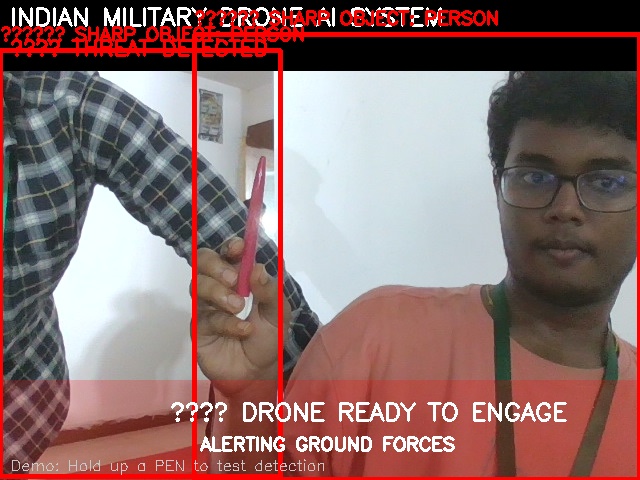 INDIAN MILITARY DRONE AI SYSTEM
?????? SHARP OBJECT: PERSON
?????? SHARP OBJECT: PERSON
???? THREAT DETECTED
???? DRONE READY TO ENGAGE
ALERTING GROUND FORCES
Demo: Hold up a PEN to test detection